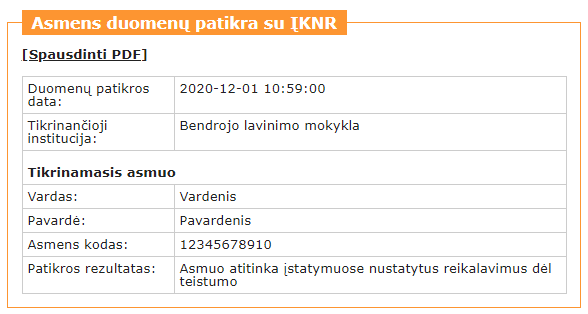 Asmens duomenų patikra su ĮKNR
[Spausdinti PDF]
Duomenų patikros
data:
2020-12-01 10:59:00
Tikrinančioji
institucija:
Bendrojo lavinimo mokykla
Tikrinamasis asmuo
Vardas:
Vardenis
Pavardė:
Pavardenis
Asmens kodas:
12345678910
Patikros rezultatas:
Asmuo atitinka įstatymuose nustatytus reikalavimus dėl
teistumo